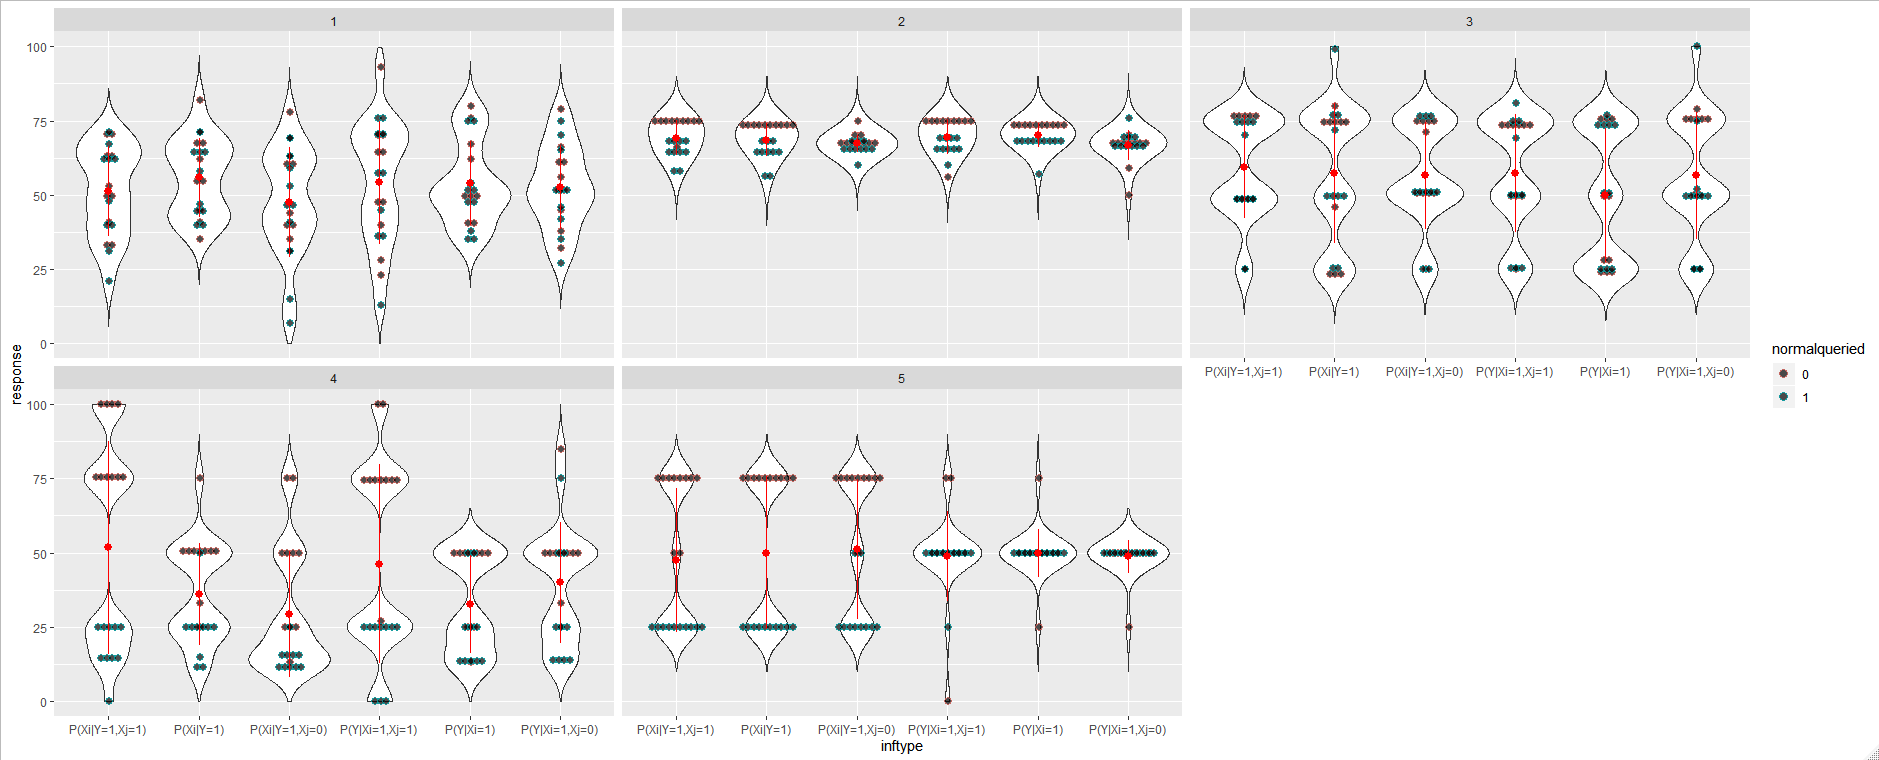 1 2 3
100
75
50
25
0
P(Xi|Y=1,Xj=1) P(Xi|Y=1) P(Xi|Y=1,Xj=0) P(Y|Xi=1,Xj=1) P(Y|Xi=1) P(Y|Xi=1,Xj=0)
response
normalqueried
0
1
4 5
100
75
50
25
0
P(Xi|Y=1,Xj=1) P(Xi|Y=1) P(Xi|Y=1,Xj=0) P(Y|Xi=1,Xj=1) P(Y|Xi=1) P(Y|Xi=1,Xj=0) P(Xi|Y=1,Xj=1) P(Xi|Y=1) P(Xi|Y=1,Xj=0) P(Y|Xi=1,Xj=1) P(Y|Xi=1) P(Y|Xi=1,Xj=0)
inftype